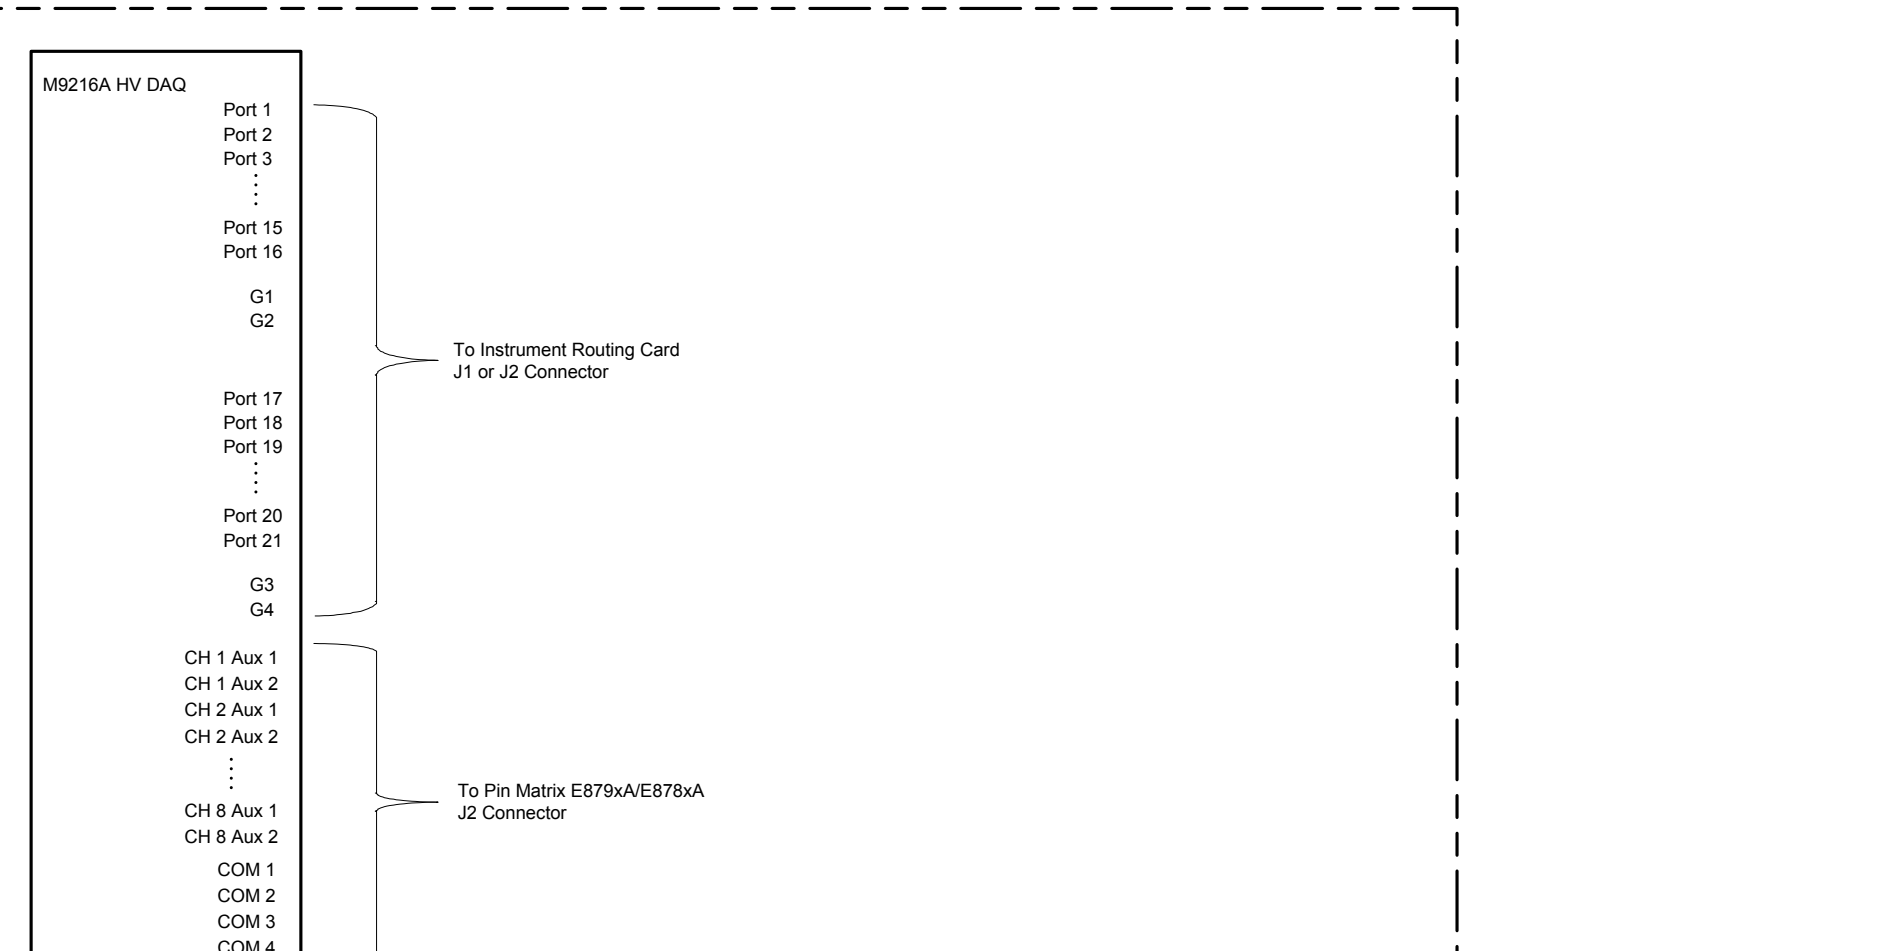 M9216A HV DAQ
Port 1
Port 2
Port 3
Port 15
Port 16
G1
G2
To Instrument Routing Card
J1 or J2 Connector
Port 17
Port 18
Port 19
Port 20
Port 21
G3
G4
CH 1 Aux 1
CH 1 Aux 2
CH 2 Aux 1
CH 2 Aux 2
To Pin Matrix E879xA/E878xA
J2 Connector
CH 8 Aux 1
CH 8 Aux 2
COM 1
COM 2
COM 3
COM 4